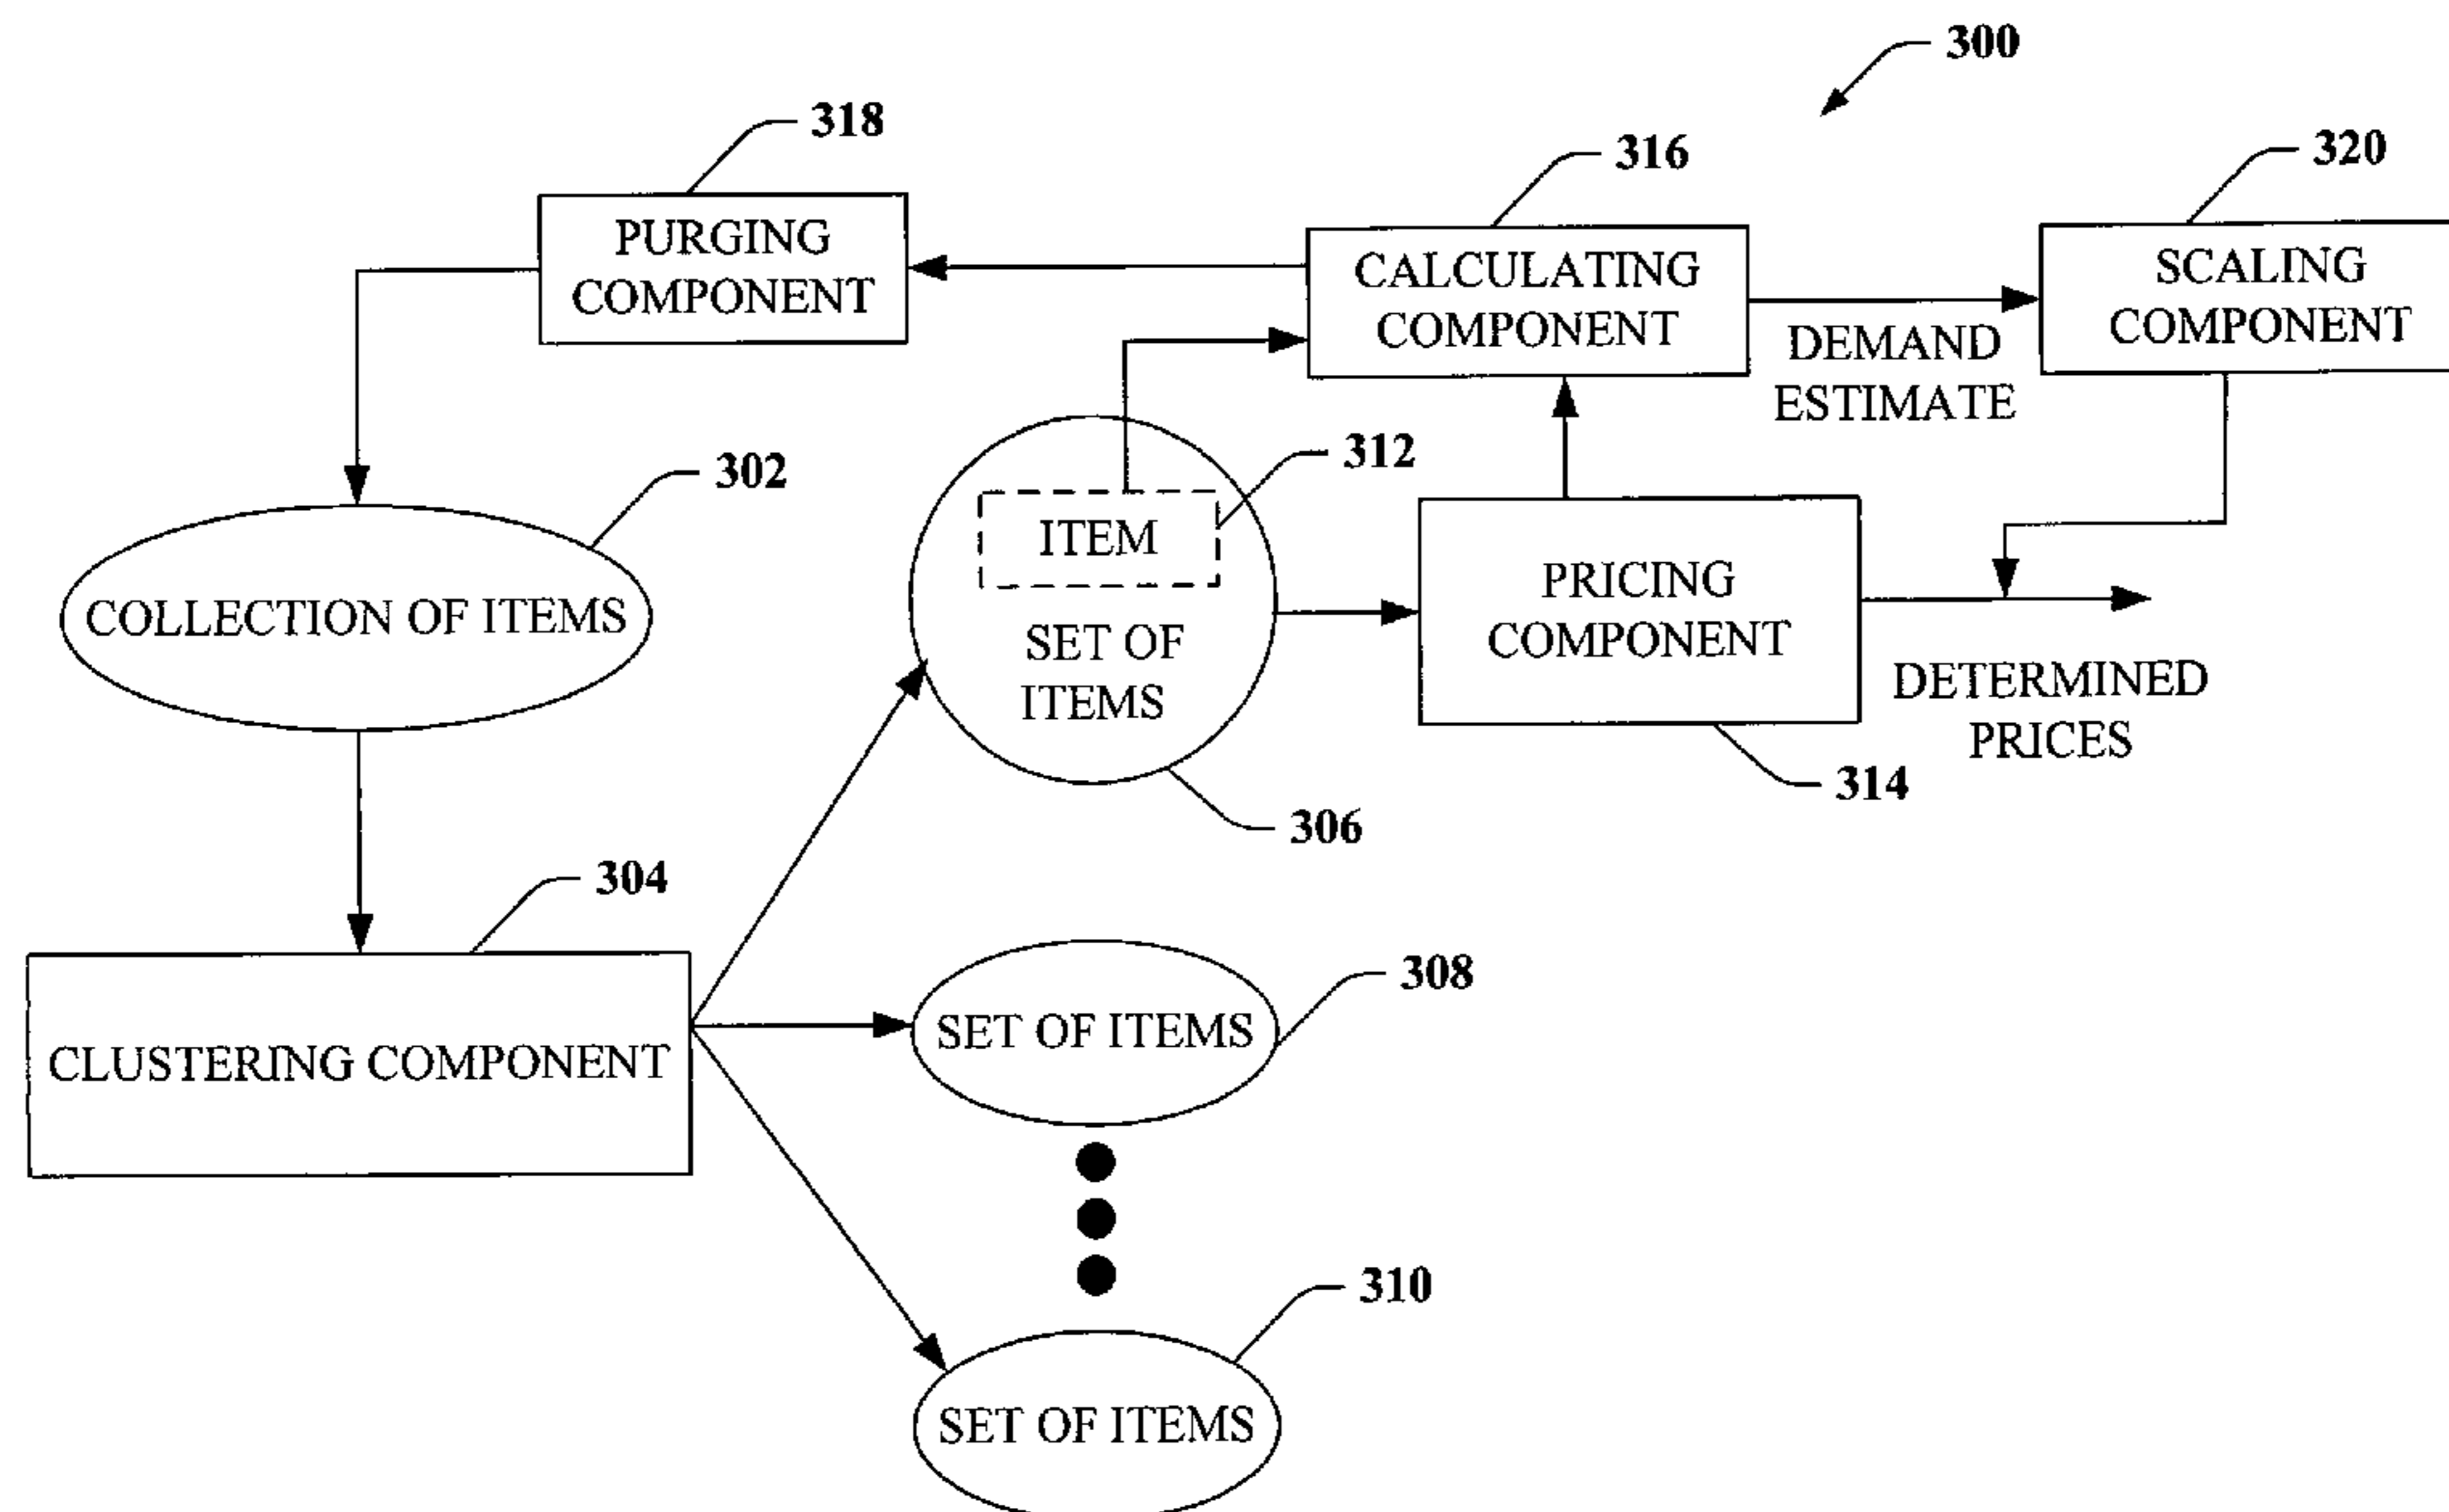 300
318
316
320
PURGING
COMPONENT
CALCULATING
COMPONENT
SCALING
COMPONENT
DEMAND
ESTIMATE
302
312
ITEM
COLLECTION OF ITEMS
SET OF
ITEMS
PRICING
COMPONENT
DETERMINED
PRICES
314
306
304
308
SET OF ITEMS
CLUSTERING COMPONENT
310
SET OF ITEMS